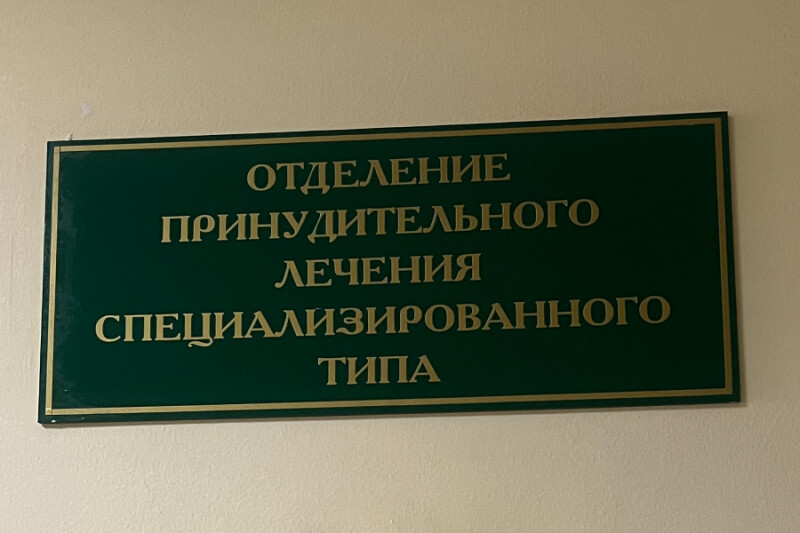 ОТДЕЛЕНИЕ
ПРИНУДИТЕЛЬНОГО
ЛЕЧЕНИЯ
СПЕЦИАЛИЗИРОВАННОГО
ТИПА